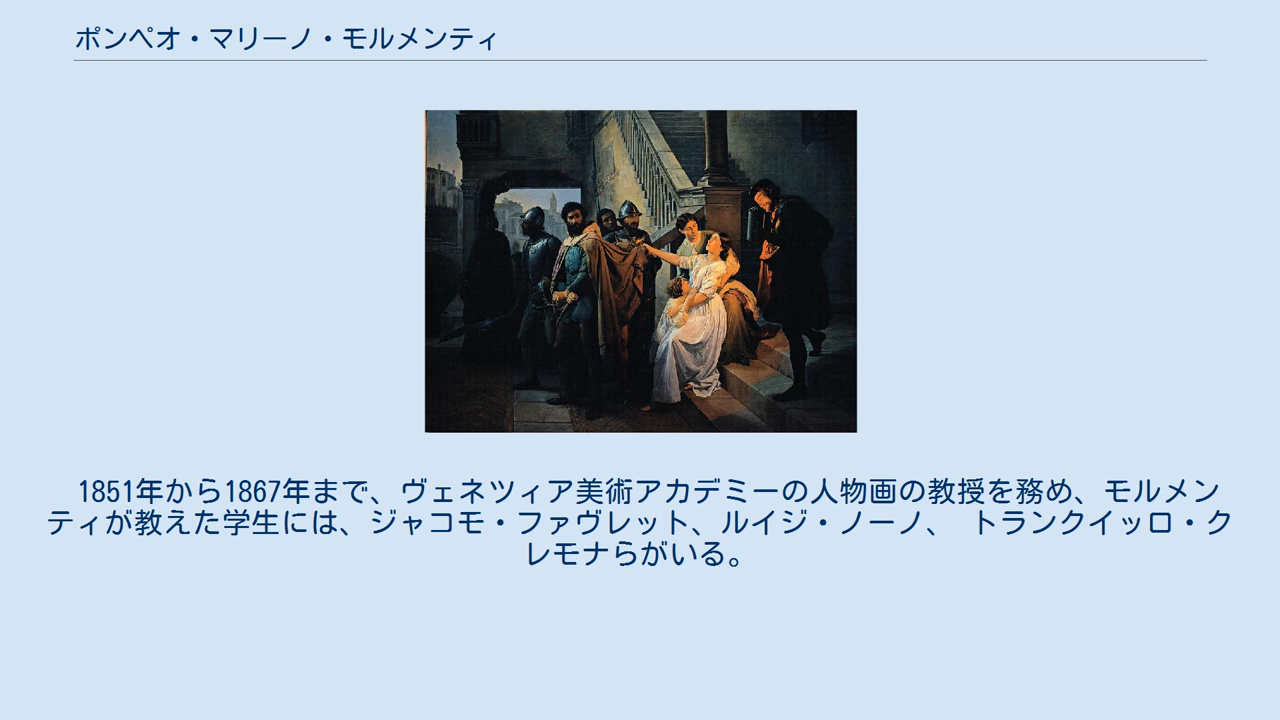 ポンペオ・マリーノ・モルメンティ
1851年から1867年まで、ヴェネツィア美術アカデミーの人物画の教授を務め、モルメン
ティが教えた学生には、ジャコモ・ファヴレット、ルイジ・ノーノ、 トランクイッロ・ク
レモナらがいる。